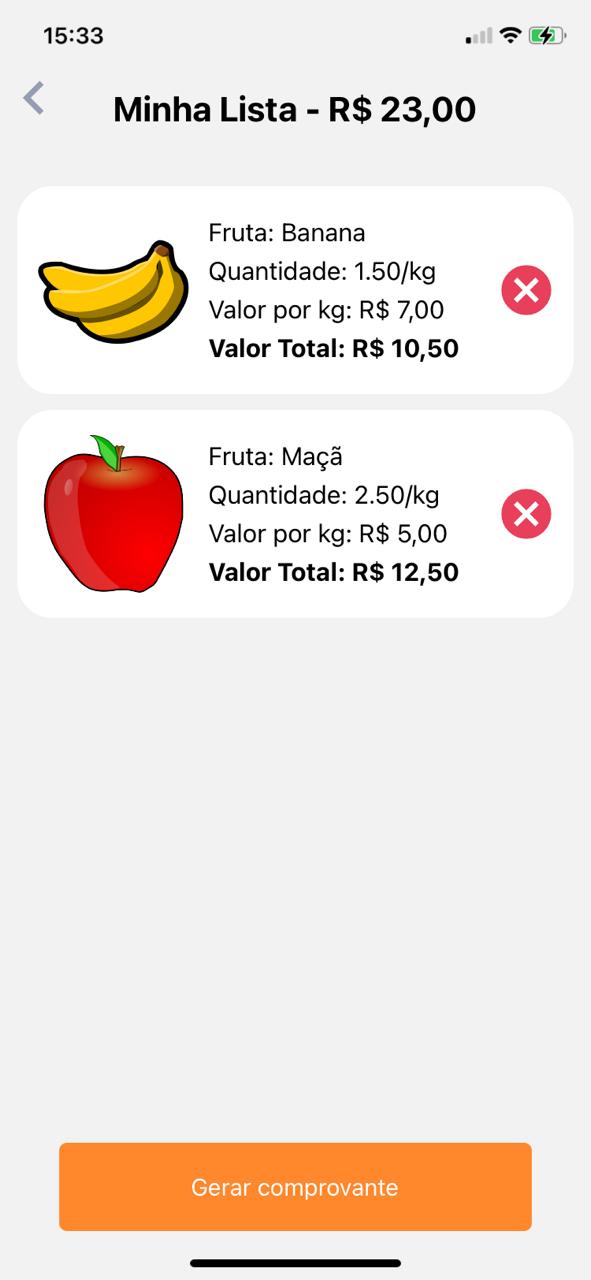 15:33
Minha Lista - R$ 23,00
Fruta: Banana
Quantidade: 1.50/kg
Valor por kg: R$ 7,00
Valor Total: R$ 10,50
Fruta: Maçã
Quantidade: 2.50/kg
Valor por kg: R$ 5,00
Valor Total: R$ 12,50
Gerar comprovante